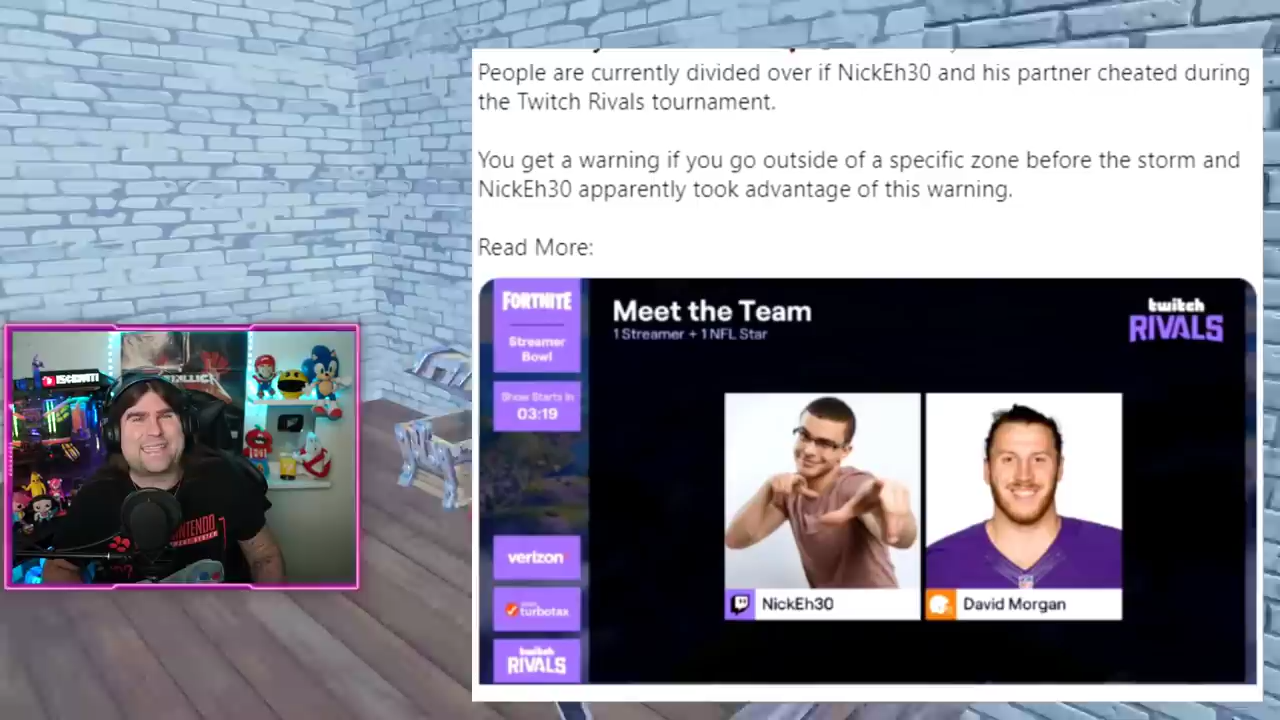 People are currently divided over if NickEh30 and his partner cheated during
the Twitch Rivals tournament.
You get a warning if you go outside of a specific zone before the storm and
NickEh30 apparently took advantage of this warning.
Read More:
FORTNITE
Streamer
Bowl
Show Starts In
03:19
verizon
turbotax
twitch
RIVALS
Meet the Team
1 Streamer + 1 NFL Star
twitch
RIVALS
NickEh30
David Morgan
METALLICA
NINTENDO